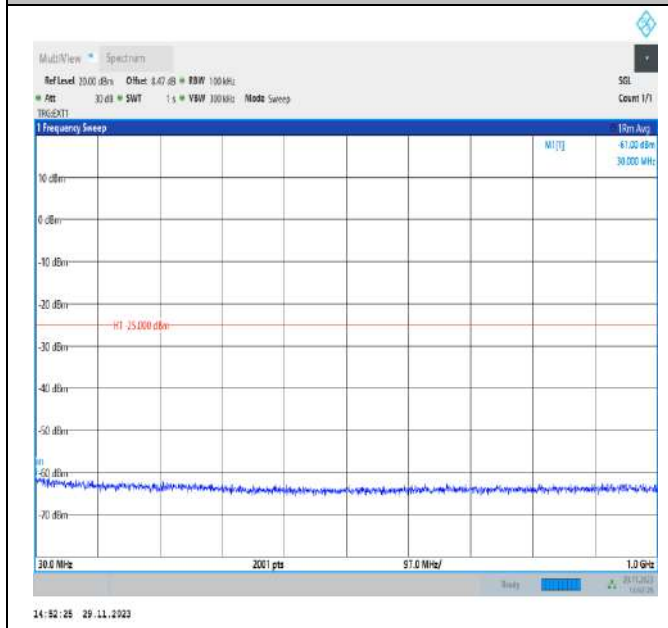 MultiView Spectrum
Ref Level 20.00 dBm Offset 8.47 dB RBW 100 kHz SGL
Att 30 dB SWT 1 s VBW 300 kHz Mode Sweep Count 1/1
TRG:EXT1
1 Frequency Sweep 1Rm Avg
M1[1] -61.00 dBm
30.000 MHz
10 dBm
0 dBm
-10 dBm
-20 dBm
H1 -25.000 dBm
-30 dBm
-40 dBm
-50 dBm
M1
-60 dBm
-70 dBm
30.0 MHz 2001 pts 97.0 MHz/ 1.0 GHz
Ready 29.11.2023
14:52:25 29.11.2023